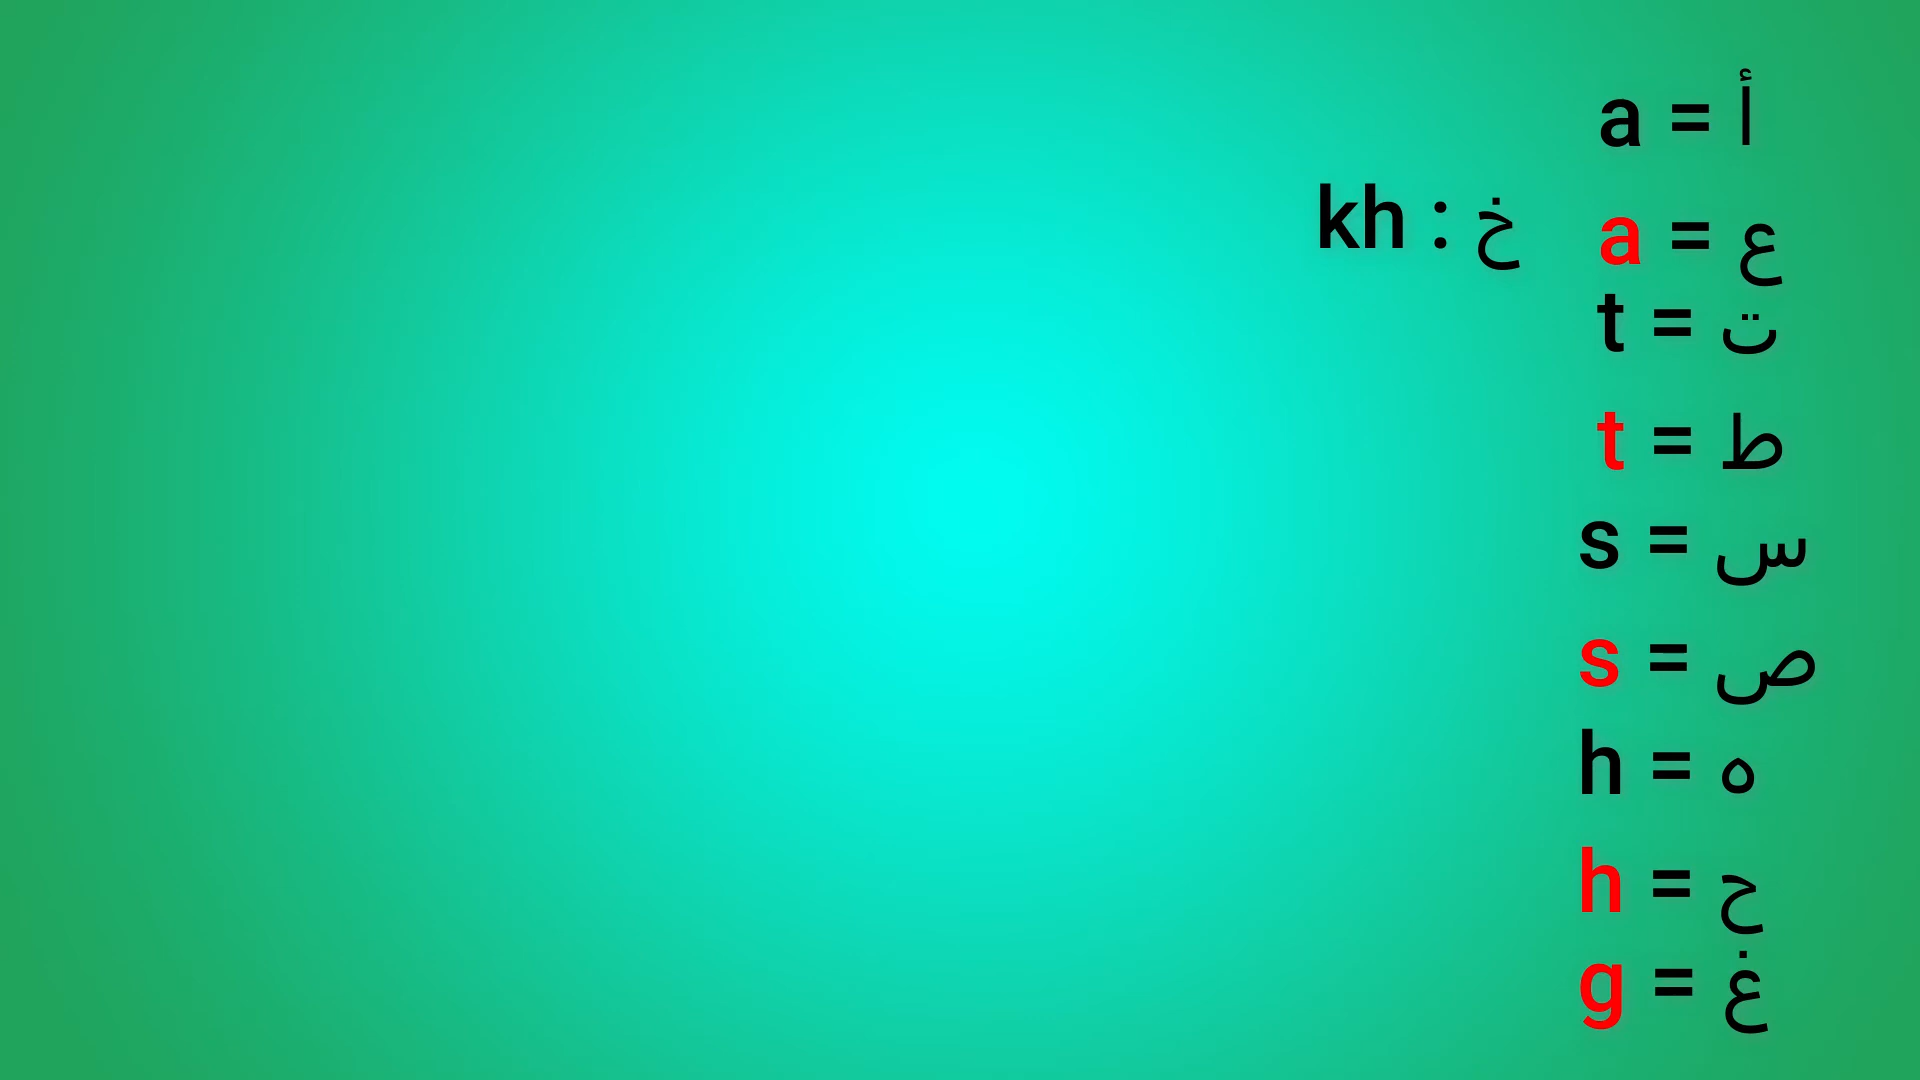 a = أ
kh : خ
a = ع
t = ت
t = ط
s = س
s = ص
h = ه
h = ح
g = غ